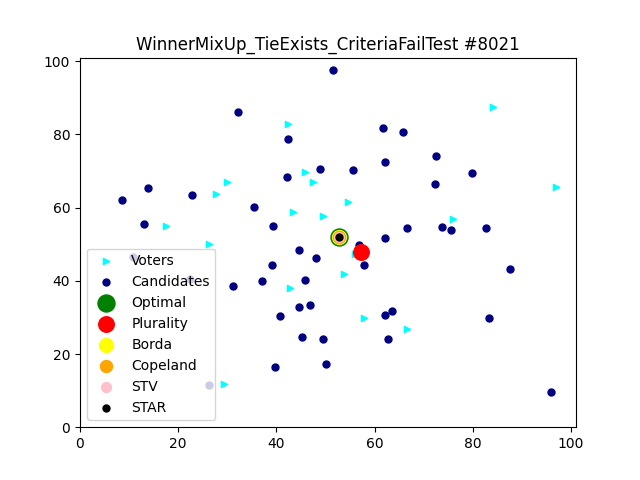 WinnerMixUp_TieExists_CriteriaFailTest #8021
100
80
60
40
20
0
Voters
Candidates
Optimal
Plurality
Borda
Copeland
STV
STAR
0 20 40 60 80 100